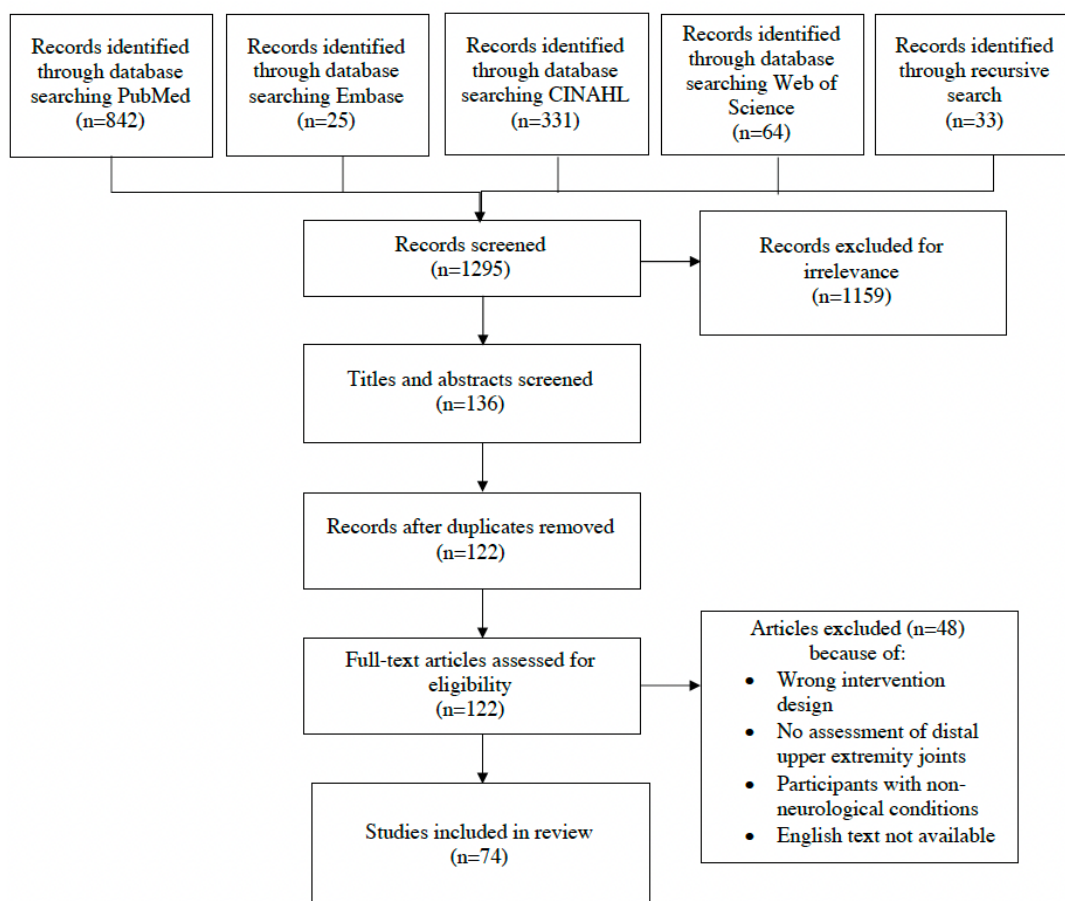 Records identified
through database
searching PubMed
(n=842)
Records identified
through database
searching Embase
(n=25)
Records identified
through database
searching CINAHL
(n=331)
Records identified
through database
searching Web of
Science
(n=64)
Records identified
through recursive
search
(n=33)
Records screened
(n=1295)
Records excluded for
irrelevance
(n=1159)
Titles and abstracts screened
(n=136)
Records after duplicates removed
(n=122)
Full-text articles assessed for
eligibility
(n=122)
Articles excluded (n=48)
because of:
• Wrong intervention
design
• No assessment of distal
upper extremity joints
• Participants with non-
neurological conditions
• English text not available
Studies included in review
(n=74)